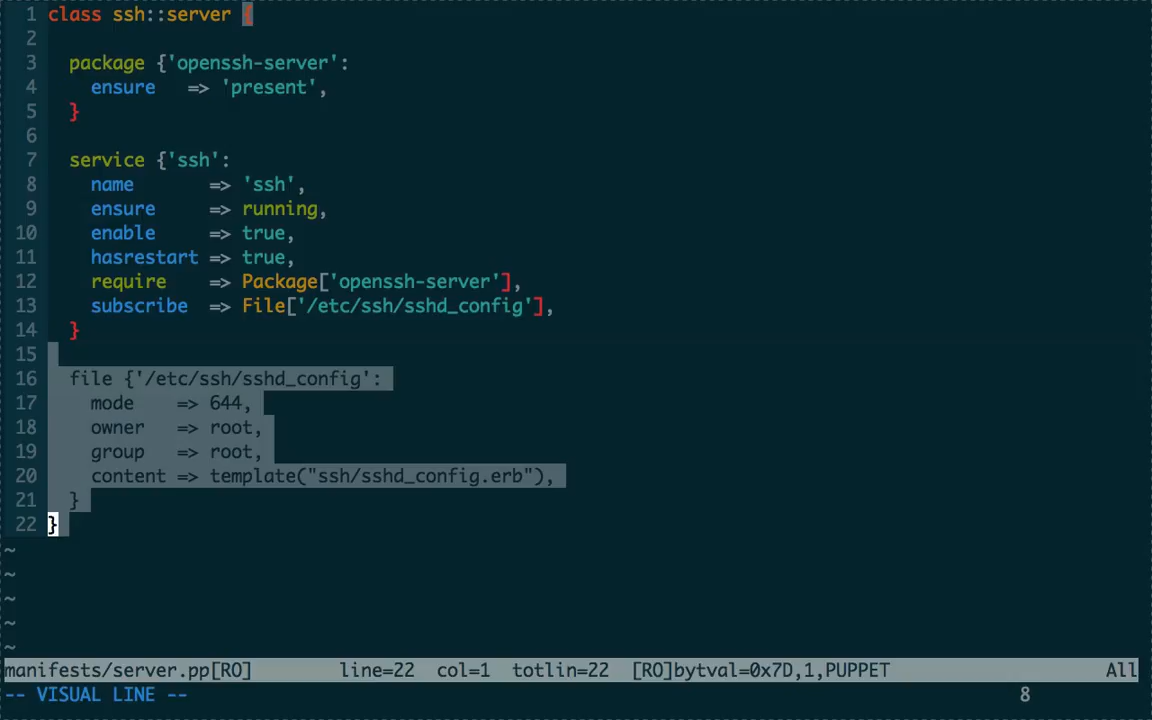 1 class ssh::server {
2
3   package {'openssh-server':
4     ensure   => 'present',
5   }
6
7   service {'ssh':
8     name       => 'ssh',
9     ensure     => running,
10     enable     => true,
11     hasrestart => true,
12     require    => Package['openssh-server'],
13     subscribe  => File['/etc/ssh/sshd_config'],
14   }
15
16   file {'/etc/ssh/sshd_config':
17     mode    => 644,
18     owner   => root,
19     group   => root,
20     content => template("ssh/sshd_config.erb"),
21   }
22 }
~
~
~
~
~
manifests/server.pp[RO]        line=22  col=1  totlin=22  [RO]bytval=0x7D,1,PUPPET                    All
-- VISUAL LINE --                                                                             8